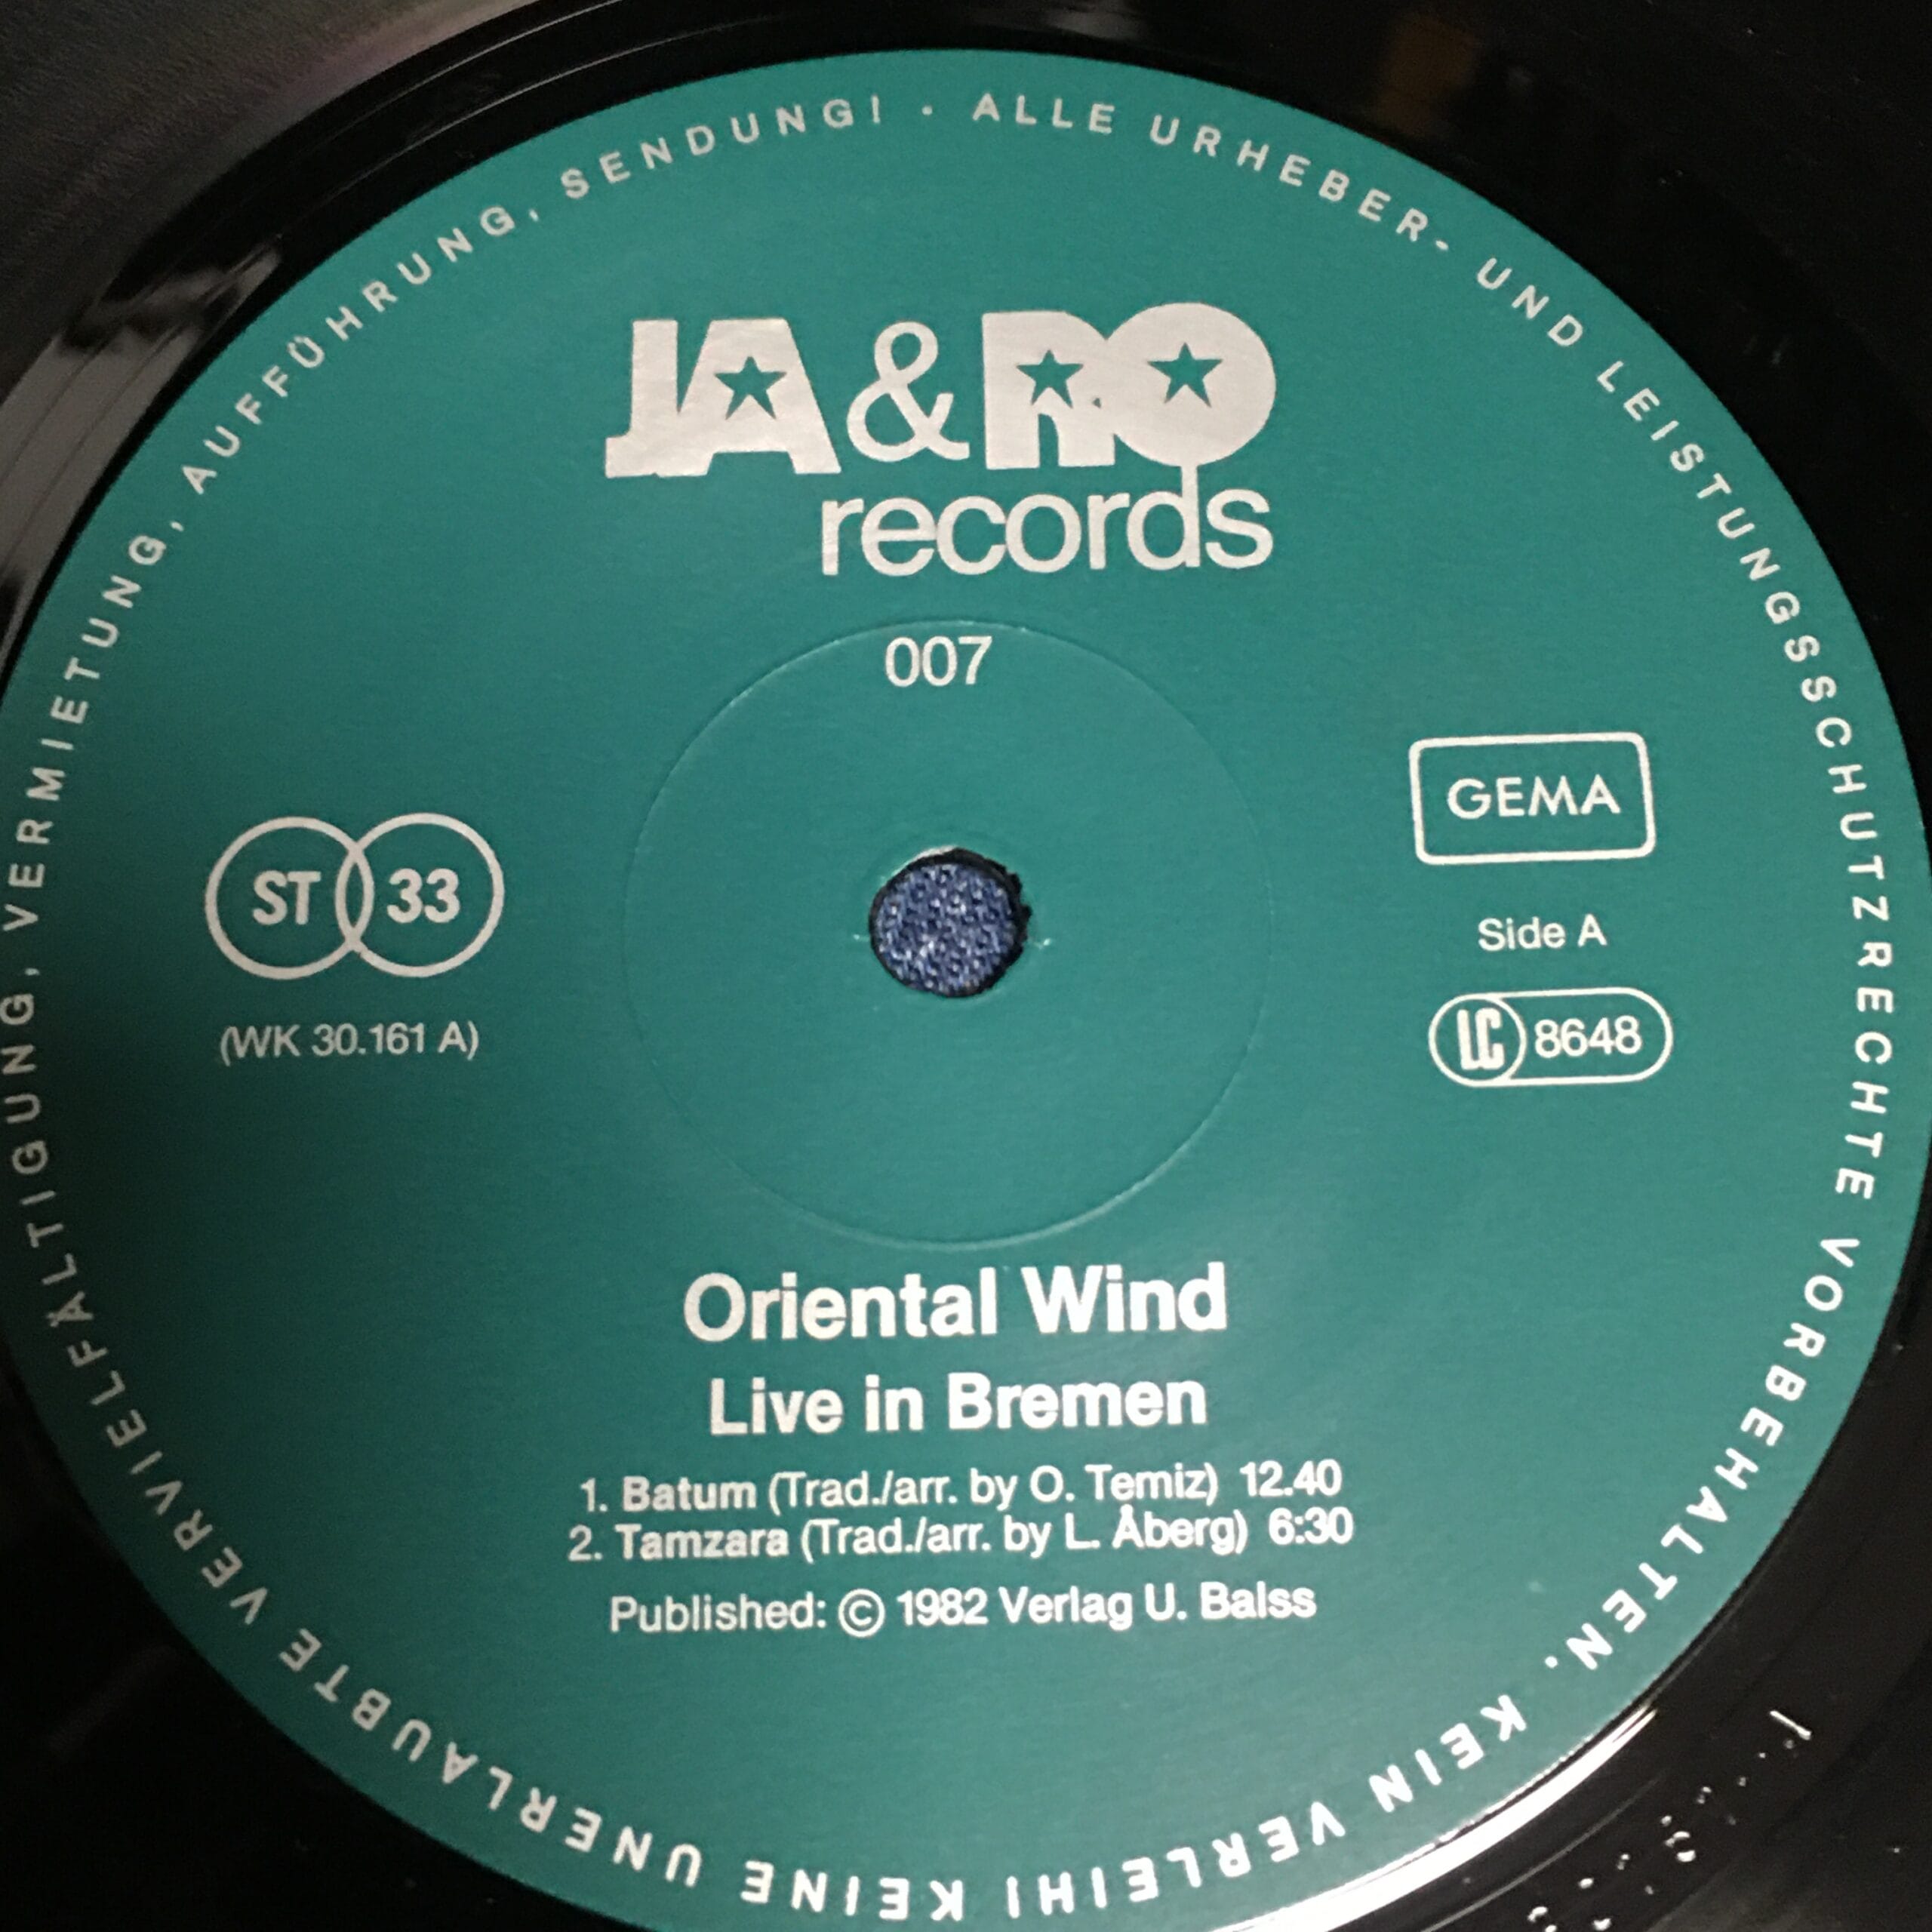 ALLE URHEBER- UND LEISTUNGSSCHUTZRECHTE VORBEHALTEN. KEIN VERLEIH! KEINE UNERLAUBTE VERVIELFÄLTIGUNG, VERMIETUNG, AUFFÜHRUNG, SENDUNG! ·
JA & RO
records
007
GEMA
ST 33
Side A
(WK 30.161 A)
LC 8648
Oriental Wind
Live in Bremen
1. Batum (Trad./arr. by O. Temiz) 12.40
2. Tamzara (Trad./arr. by L. Åberg) 6:30
Published: © 1982 Verlag U. Balss